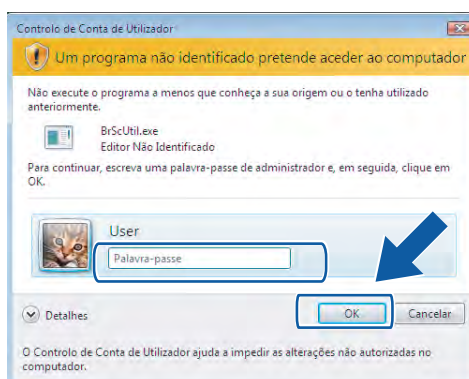 Controlo de Conta de Utilizador
Um programa não identificado pretende aceder ao computador
Não execute o programa a menos que conheça a sua origem ou o tenha utilizado
anteriormente.
BrScUtil.exe
Editor Não Identificado
Para continuar, escreva uma palavra-passe de administrador e, em seguida, clique em
OK.
User
Palavra-passe
Detalhes
OK
Cancelar
O Controlo de Conta de Utilizador ajuda a impedir as alterações não autorizadas no
computador.